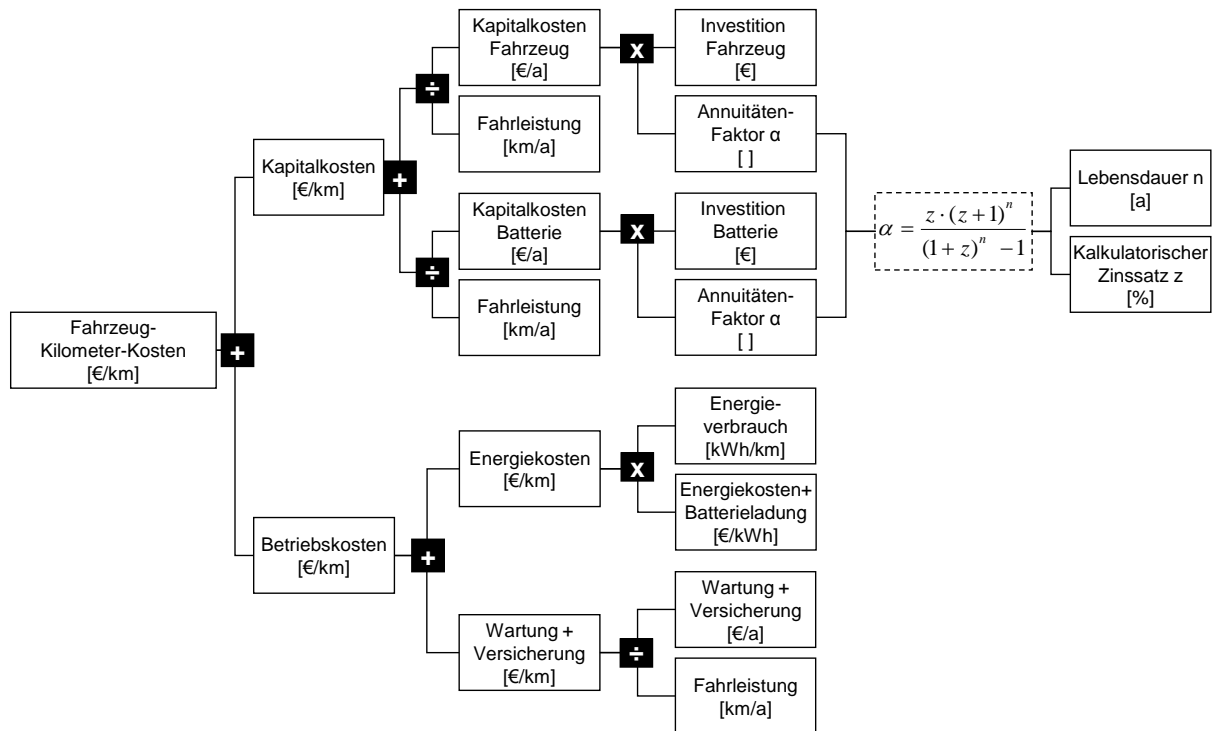 Kapitalkosten
Fahrzeug
[€/a]
x
Investition
Fahrzeug
[€]
÷
Fahrleistung
[km/a]
Annuitäten-
Faktor α
[ ]
Kapitalkosten
[€/km]
+
Kapitalkosten
Batterie
[€/a]
x
Investition
Batterie
[€]
÷
Fahrleistung
[km/a]
Annuitäten-
Faktor α
[ ]
α = z · (z + 1)^n / (1 + z)^n − 1
Lebensdauer n
[a]
Kalkulatorischer
Zinssatz z
[%]
Fahrzeug-
Kilometer-Kosten
[€/km]
+
Energiekosten
[€/km]
x
Energie-
verbrauch
[kWh/km]
Energiekosten+
Batterieladung
[€/kWh]
Betriebskosten
[€/km]
+
Wartung +
Versicherung
[€/km]
÷
Wartung +
Versicherung
[€/a]
Fahrleistung
[km/a]